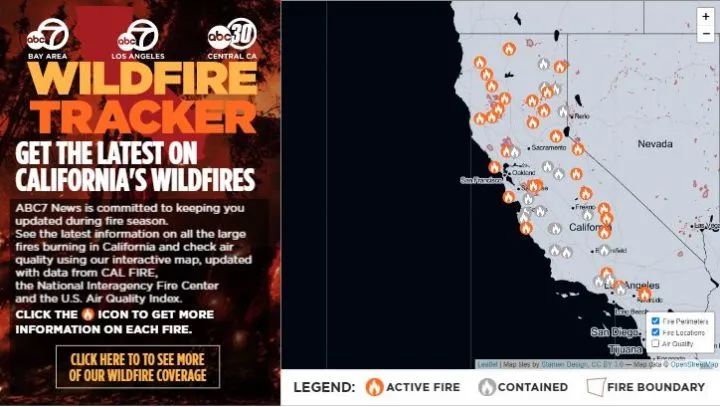 abc 7
abc 7
abc 30
BAY AREA
LOS ANGELES
CENTRAL CA
WILDFIRE
TRACKER
GET THE LATEST ON
CALIFORNIA'S WILDFIRES
ABC7 News is committed to keeping you
updated during fire season.
See the latest information on all the large
fires burning in California and check air
quality using our interactive map, updated
with data from CAL FIRE,
the National Interagency Fire Center
and the U.S. Air Quality Index.
CLICK THE ICON TO GET MORE
INFORMATION ON EACH FIRE.
CLICK HERE TO TO SEE MORE
OF OUR WILDFIRE COVERAGE
+
−
Reno
Nevada
Sacramento
Oakland
San Francisco
Fresno
California
Las Vegas
Los Angeles
Long Beach
San Diego
Tijuana
Ensenada
Fire Perimeters
Fire Locations
Air Quality
Leaflet | Map tiles by Stamen Design, CC BY 3.0 — Map data © OpenStreetMap
LEGEND: ACTIVE FIRE CONTAINED FIRE BOUNDARY